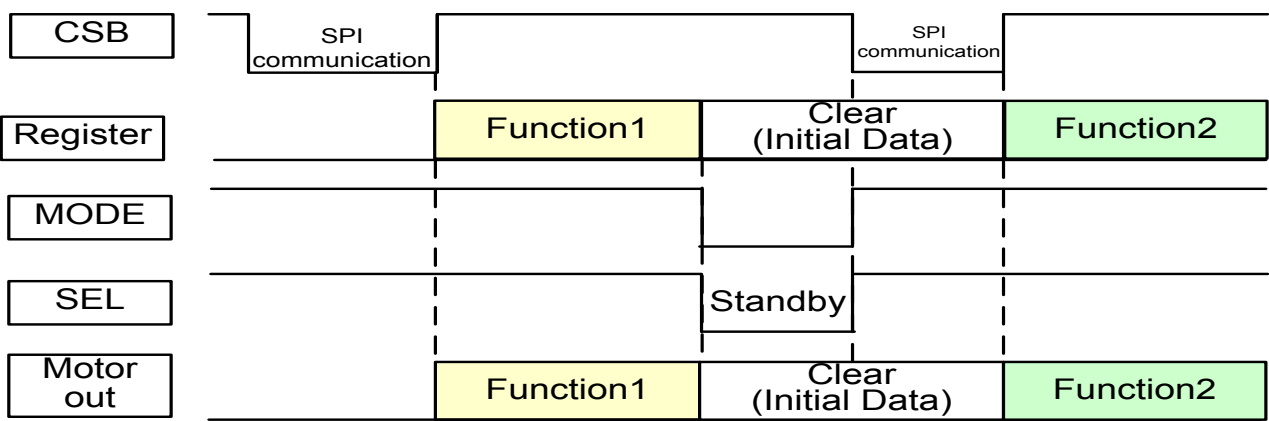 CSB
SPI
communication
SPI
communication
Register
Function1
Clear
(Initial Data)
Function2
MODE
SEL
Standby
Motor
out
Function1
Clear
(Initial Data)
Function2